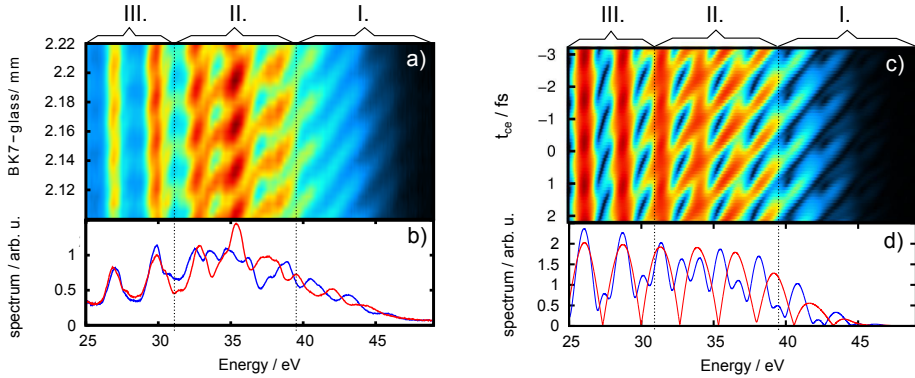 III. II. I.
a)
BK7-glass/ mm
2.22
2.20
2.18
2.16
2.14
2.12
b)
spectrum / arb. u.
1
0.5
0
25 30 35 40 45
Energy / eV
III. II. I.
c)
t_ce / fs
-3
-2
-1
0
1
2
d)
spectrum / arb. u.
2
1.5
1
0.5
0
25 30 35 40 45
Energy / eV